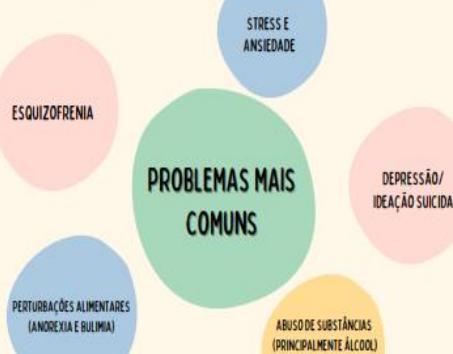 STRESS E
ANSIEDADE
ESQUIZOFRENIA
PROBLEMAS MAIS
COMUNS
DEPRESSÃO/
IDEAÇÃO SUICIDA
PERTURBAÇÕES ALIMENTARES
(ANOREXIA E BULIMIA)
ABUSO DE SUBSTÂNCIAS
(PRINCIPALMENTE ÁLCOOL)